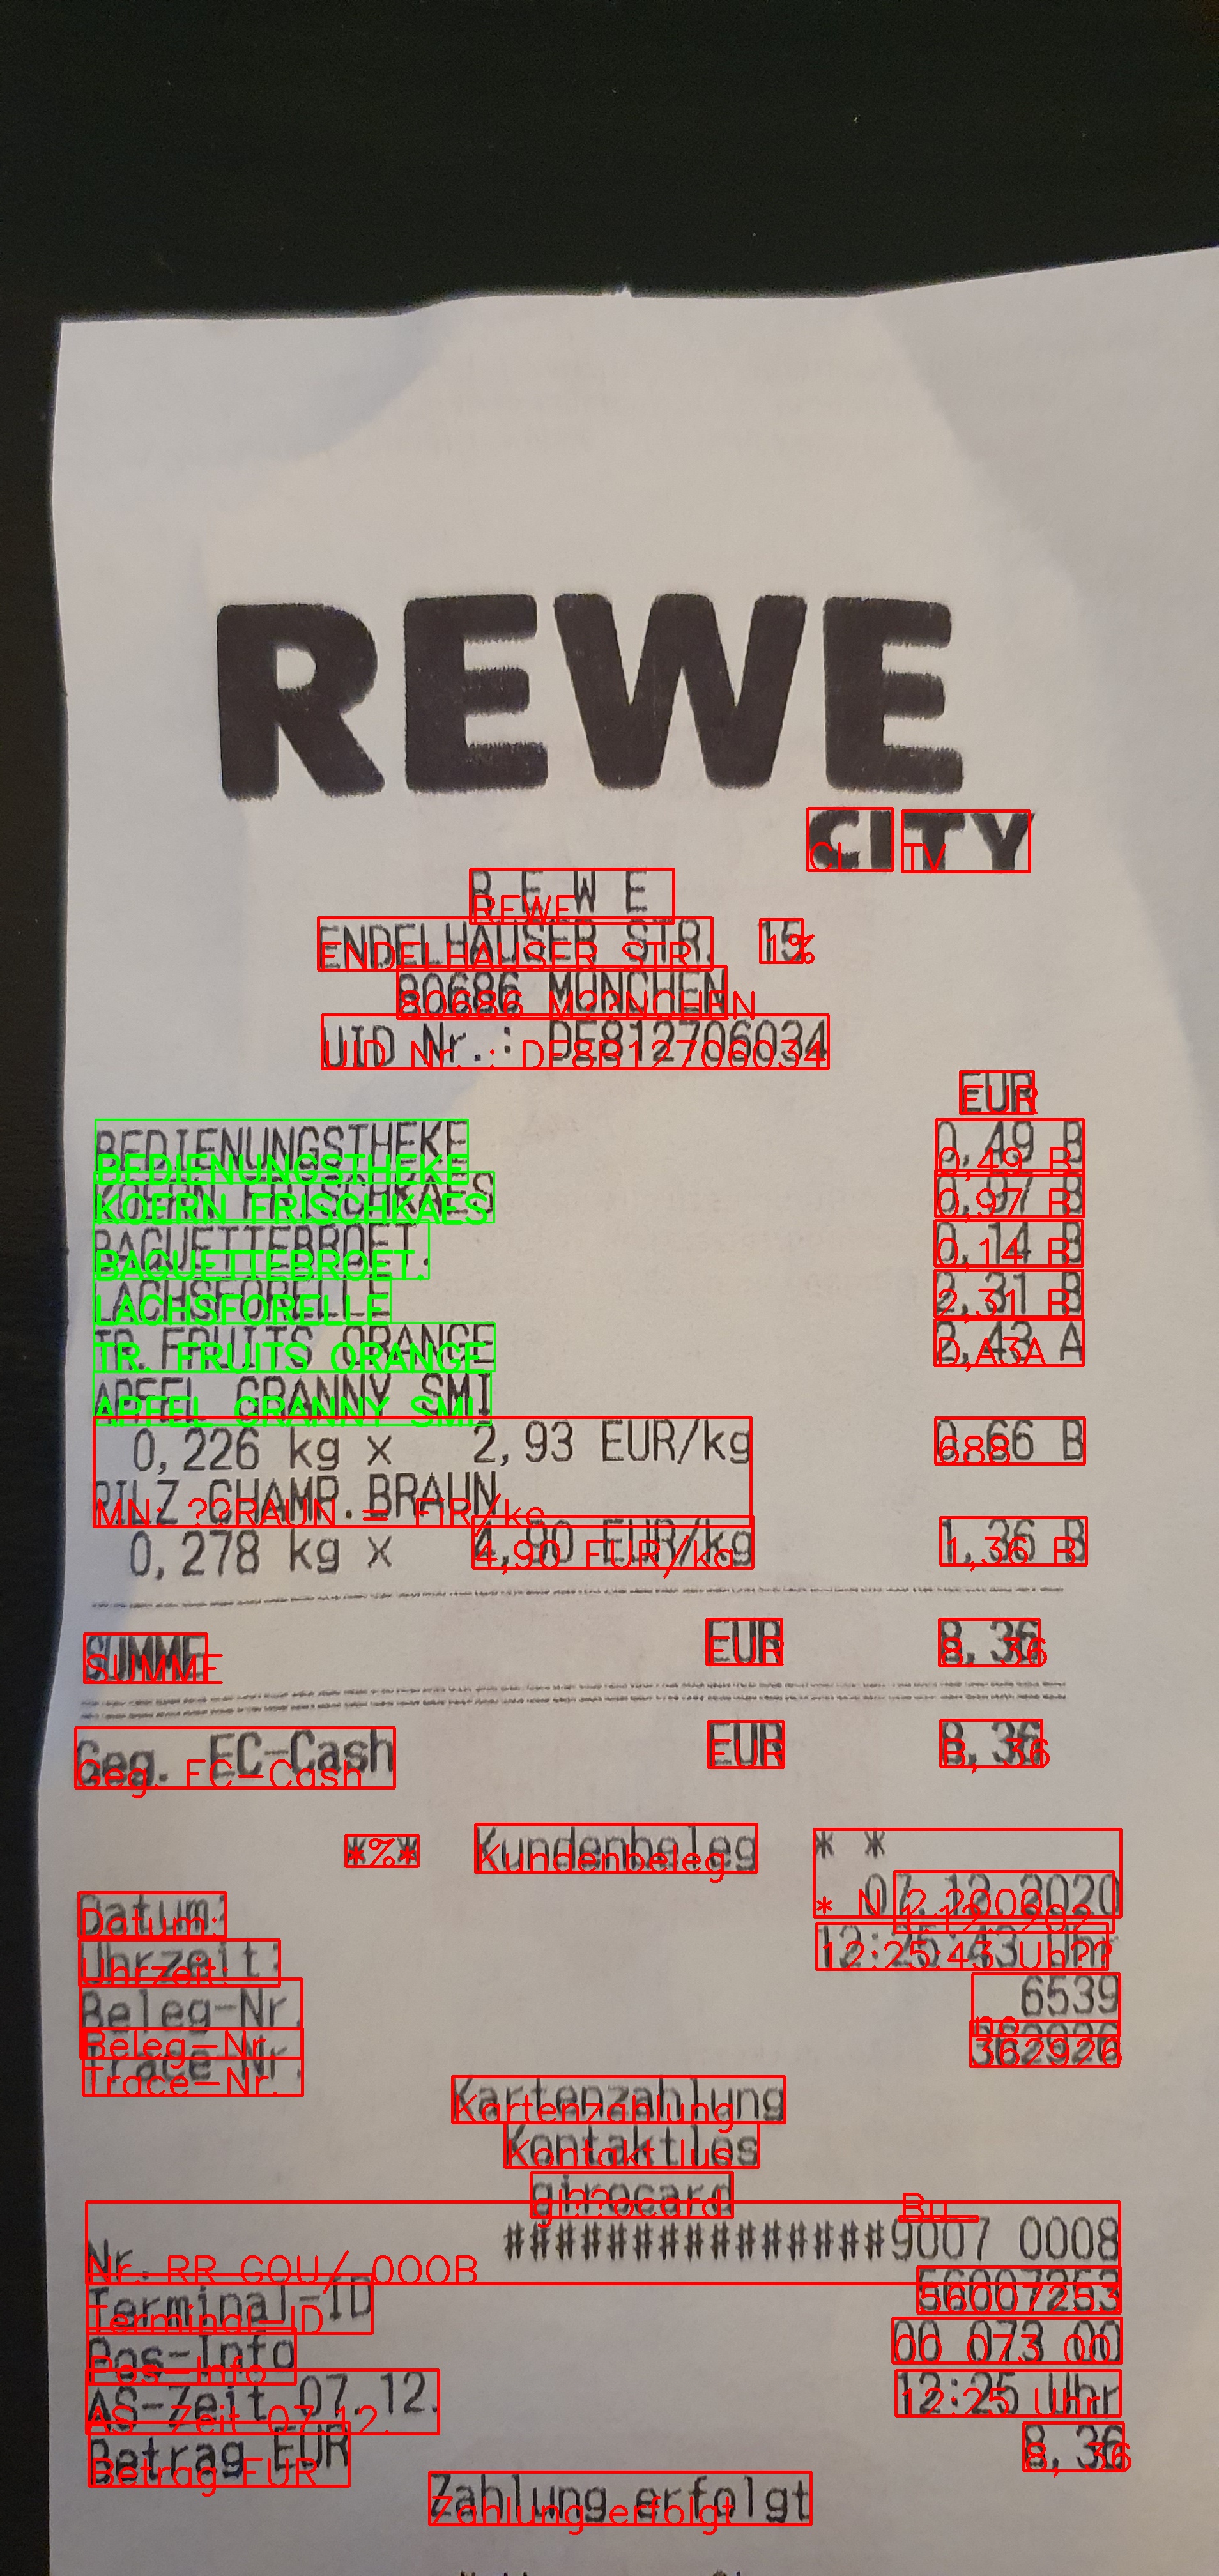 REWE
CITY
R E W E
ENDELHAUSER STR. 15
80686 MÜNCHEN
UID Nr.: DE812706034
EUR
BEDIENUNGSTHEKE 0,49 B
KOERN FRISCHKAES 0,97 B
BAGUETTEBROET. 0,14 B
LACHSFORELLE 2,31 B
TR. FRUITS ORANGE 2,43 A
APFEL GRANNY SMI
0,226 kg x 2,93 EUR/kg 0,66 B
PILZ CHAMP. BRAUN
0,278 kg x 4,90 EUR/kg 1,36 B
SUMME EUR 8,36
Geg. EC-Cash EUR 8,36
* * Kundenbeleg * *
Datum: 07.12.2020
Uhrzeit: 12:25:43 Uhr
Beleg-Nr. 6539
Trace-Nr. 362926
Kartenzahlung
Kontaktlos
girocard
Nr. ###############9007 0008
Terminal-ID 56007253
Pos-Info 00 073 00
AS-Zeit 07.12. 12:25 Uhr
Betrag EUR 8,36
Zahlung erfolgt